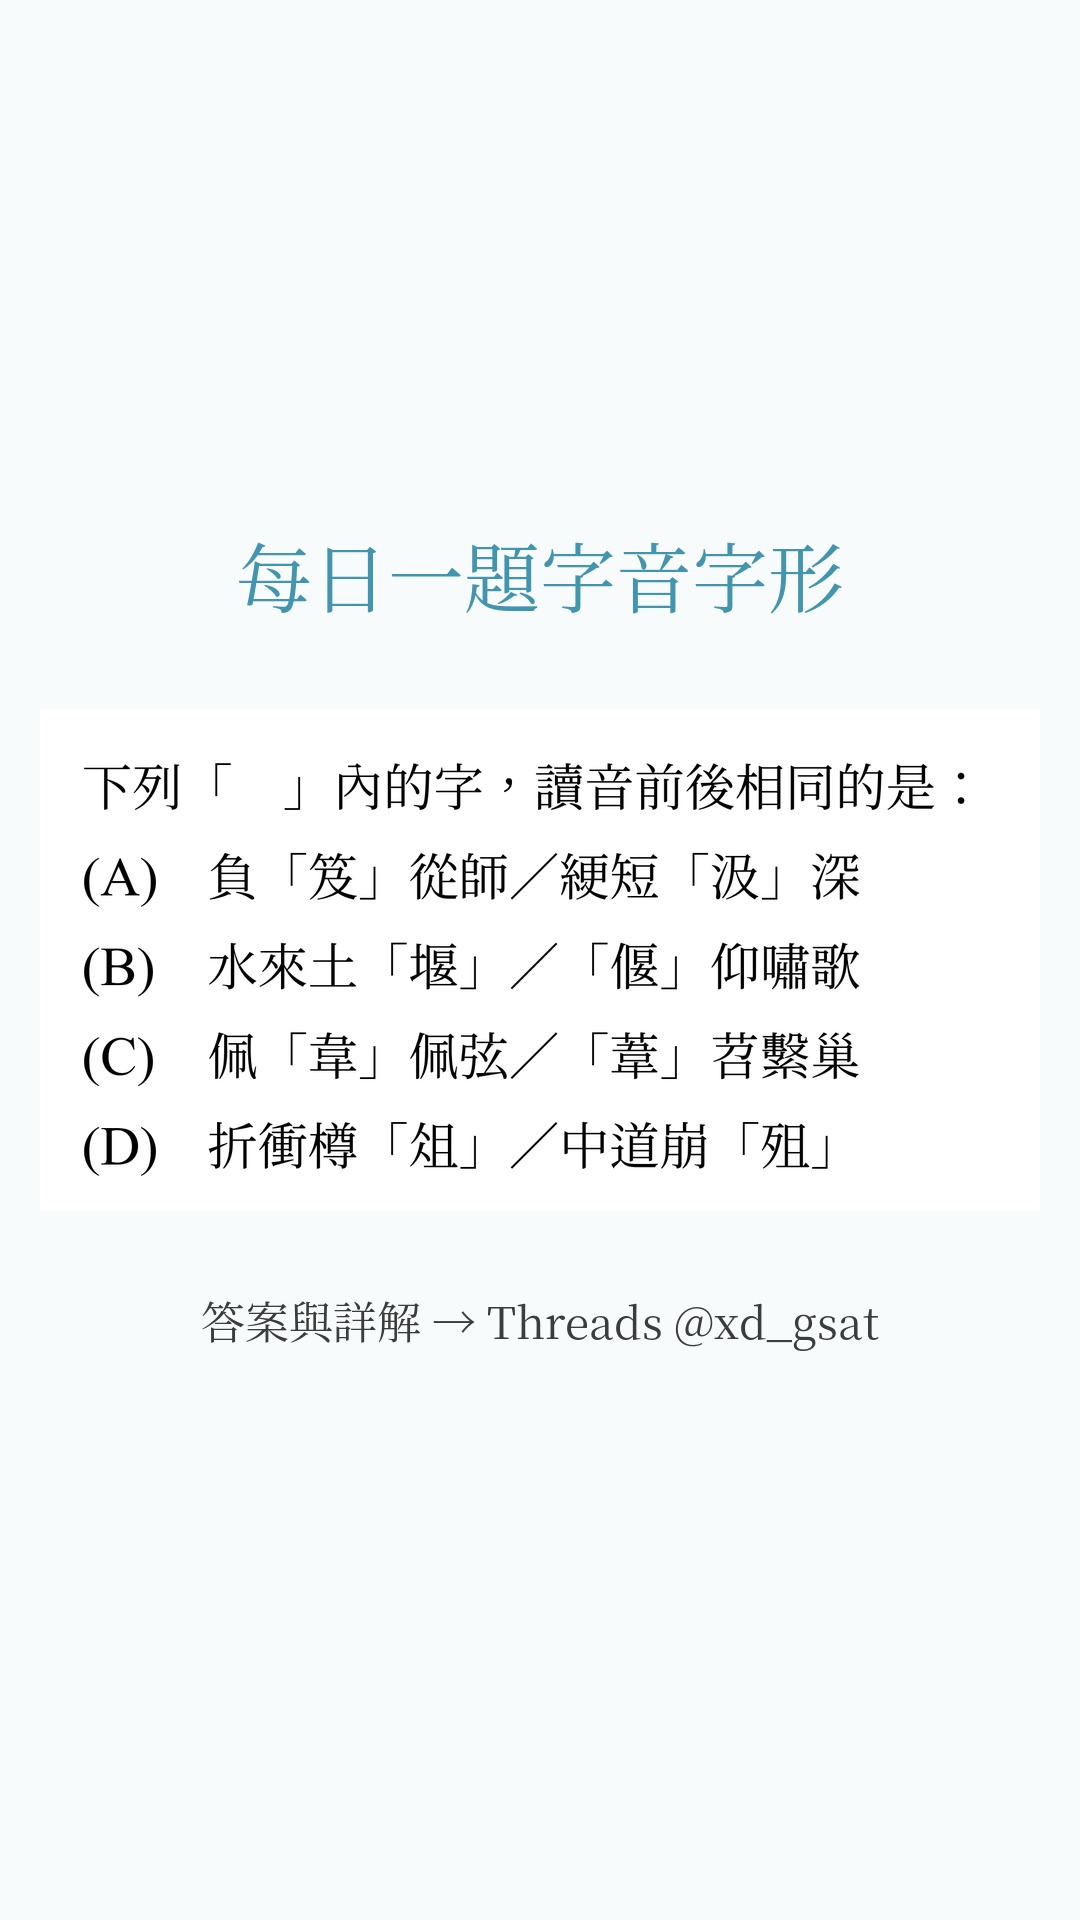 每日一題字音字形
下列「　」內的字，讀音前後相同的是：
(A)　負「笈」從師／綆短「汲」深
(B)　水來土「堰」／「偃」仰嘯歌
(C)　佩「韋」佩弦／「葦」苕繫巢
(D)　折衝樽「俎」／中道崩「殂」
答案與詳解 → Threads @xd_gsat